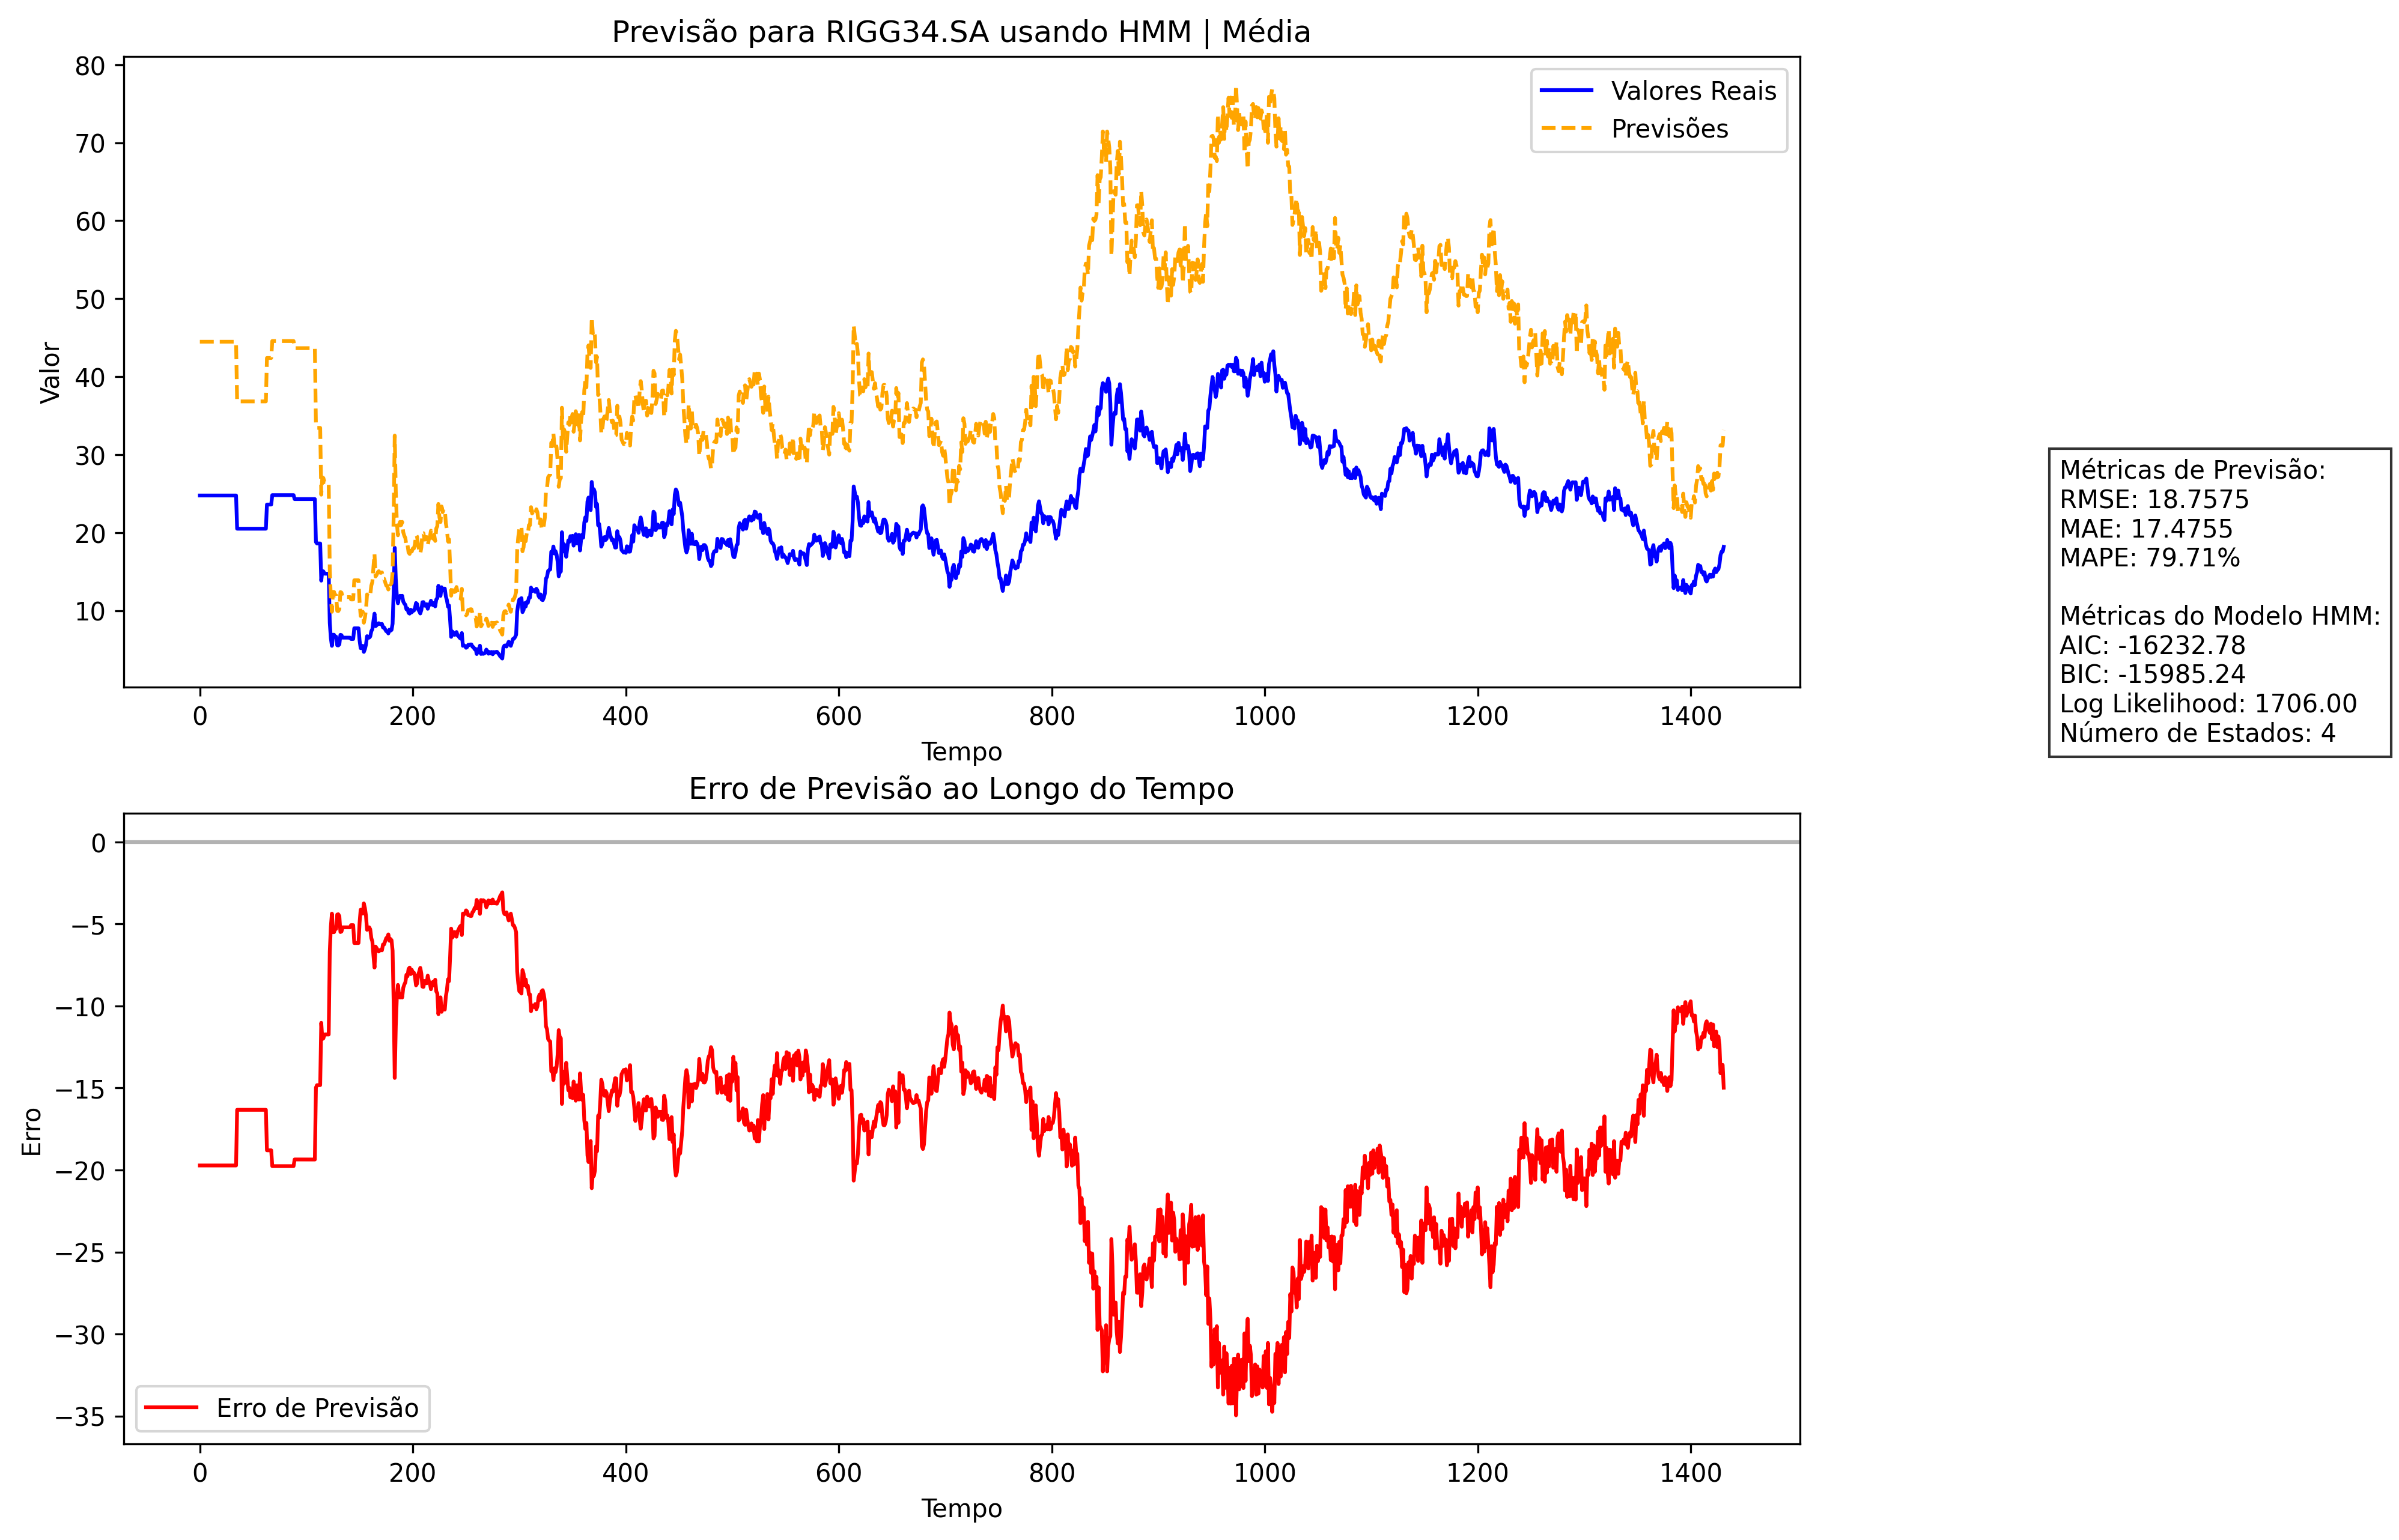 Previsão para RIGG34.SA usando HMM | Média
Valores Reais
Previsões
Valor
80
70
60
50
40
30
20
10
0 200 400 600 800 1000 1200 1400
Tempo
Métricas de Previsão:
RMSE: 18.7575
MAE: 17.4755
MAPE: 79.71%
Métricas do Modelo HMM:
AIC: -16232.78
BIC: -15985.24
Log Likelihood: 1706.00
Número de Estados: 4
Erro de Previsão ao Longo do Tempo
Erro
0
−5
−10
−15
−20
−25
−30
−35
Erro de Previsão
0 200 400 600 800 1000 1200 1400
Tempo